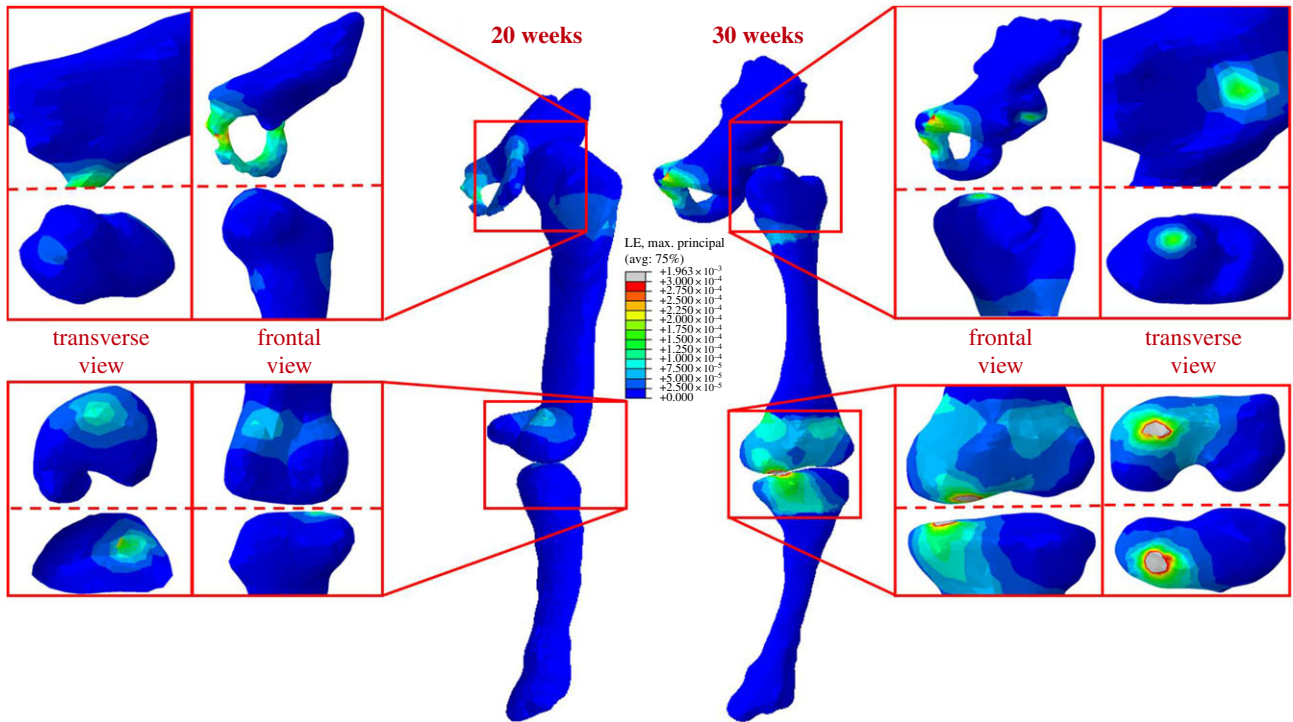 20 weeks
30 weeks
LE, max. principal
(avg: 75%)
+1.963 × 10⁻³
+3.000 × 10⁻⁴
+2.750 × 10⁻⁴
+2.500 × 10⁻⁴
+2.250 × 10⁻⁴
+2.000 × 10⁻⁴
+1.750 × 10⁻⁴
+1.500 × 10⁻⁴
+1.250 × 10⁻⁴
+1.000 × 10⁻⁴
+7.500 × 10⁻⁵
+5.000 × 10⁻⁵
+2.500 × 10⁻⁵
+0.000
transverse
view
frontal
view
frontal
view
transverse
view